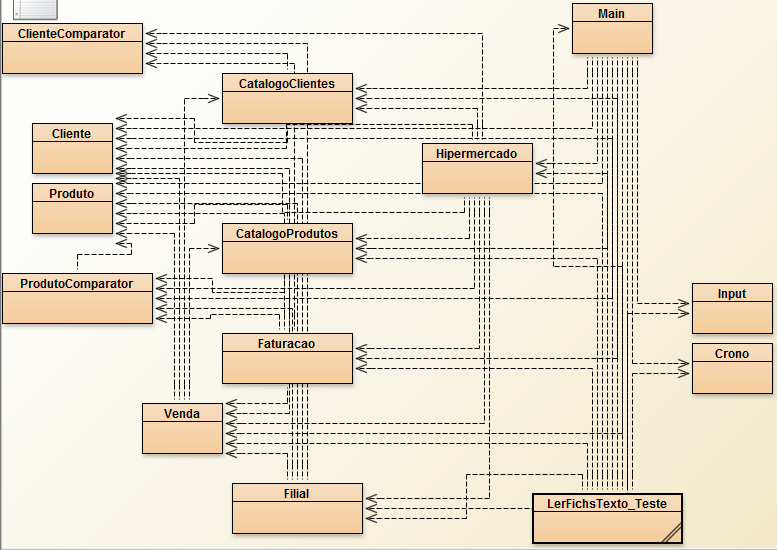 Main
ClienteComparator
CatalogoClientes
Cliente
Hipermercado
Produto
CatalogoProdutos
ProdutoComparator
Input
Faturacao
Crono
Venda
Filial
LerFichsTexto_Teste